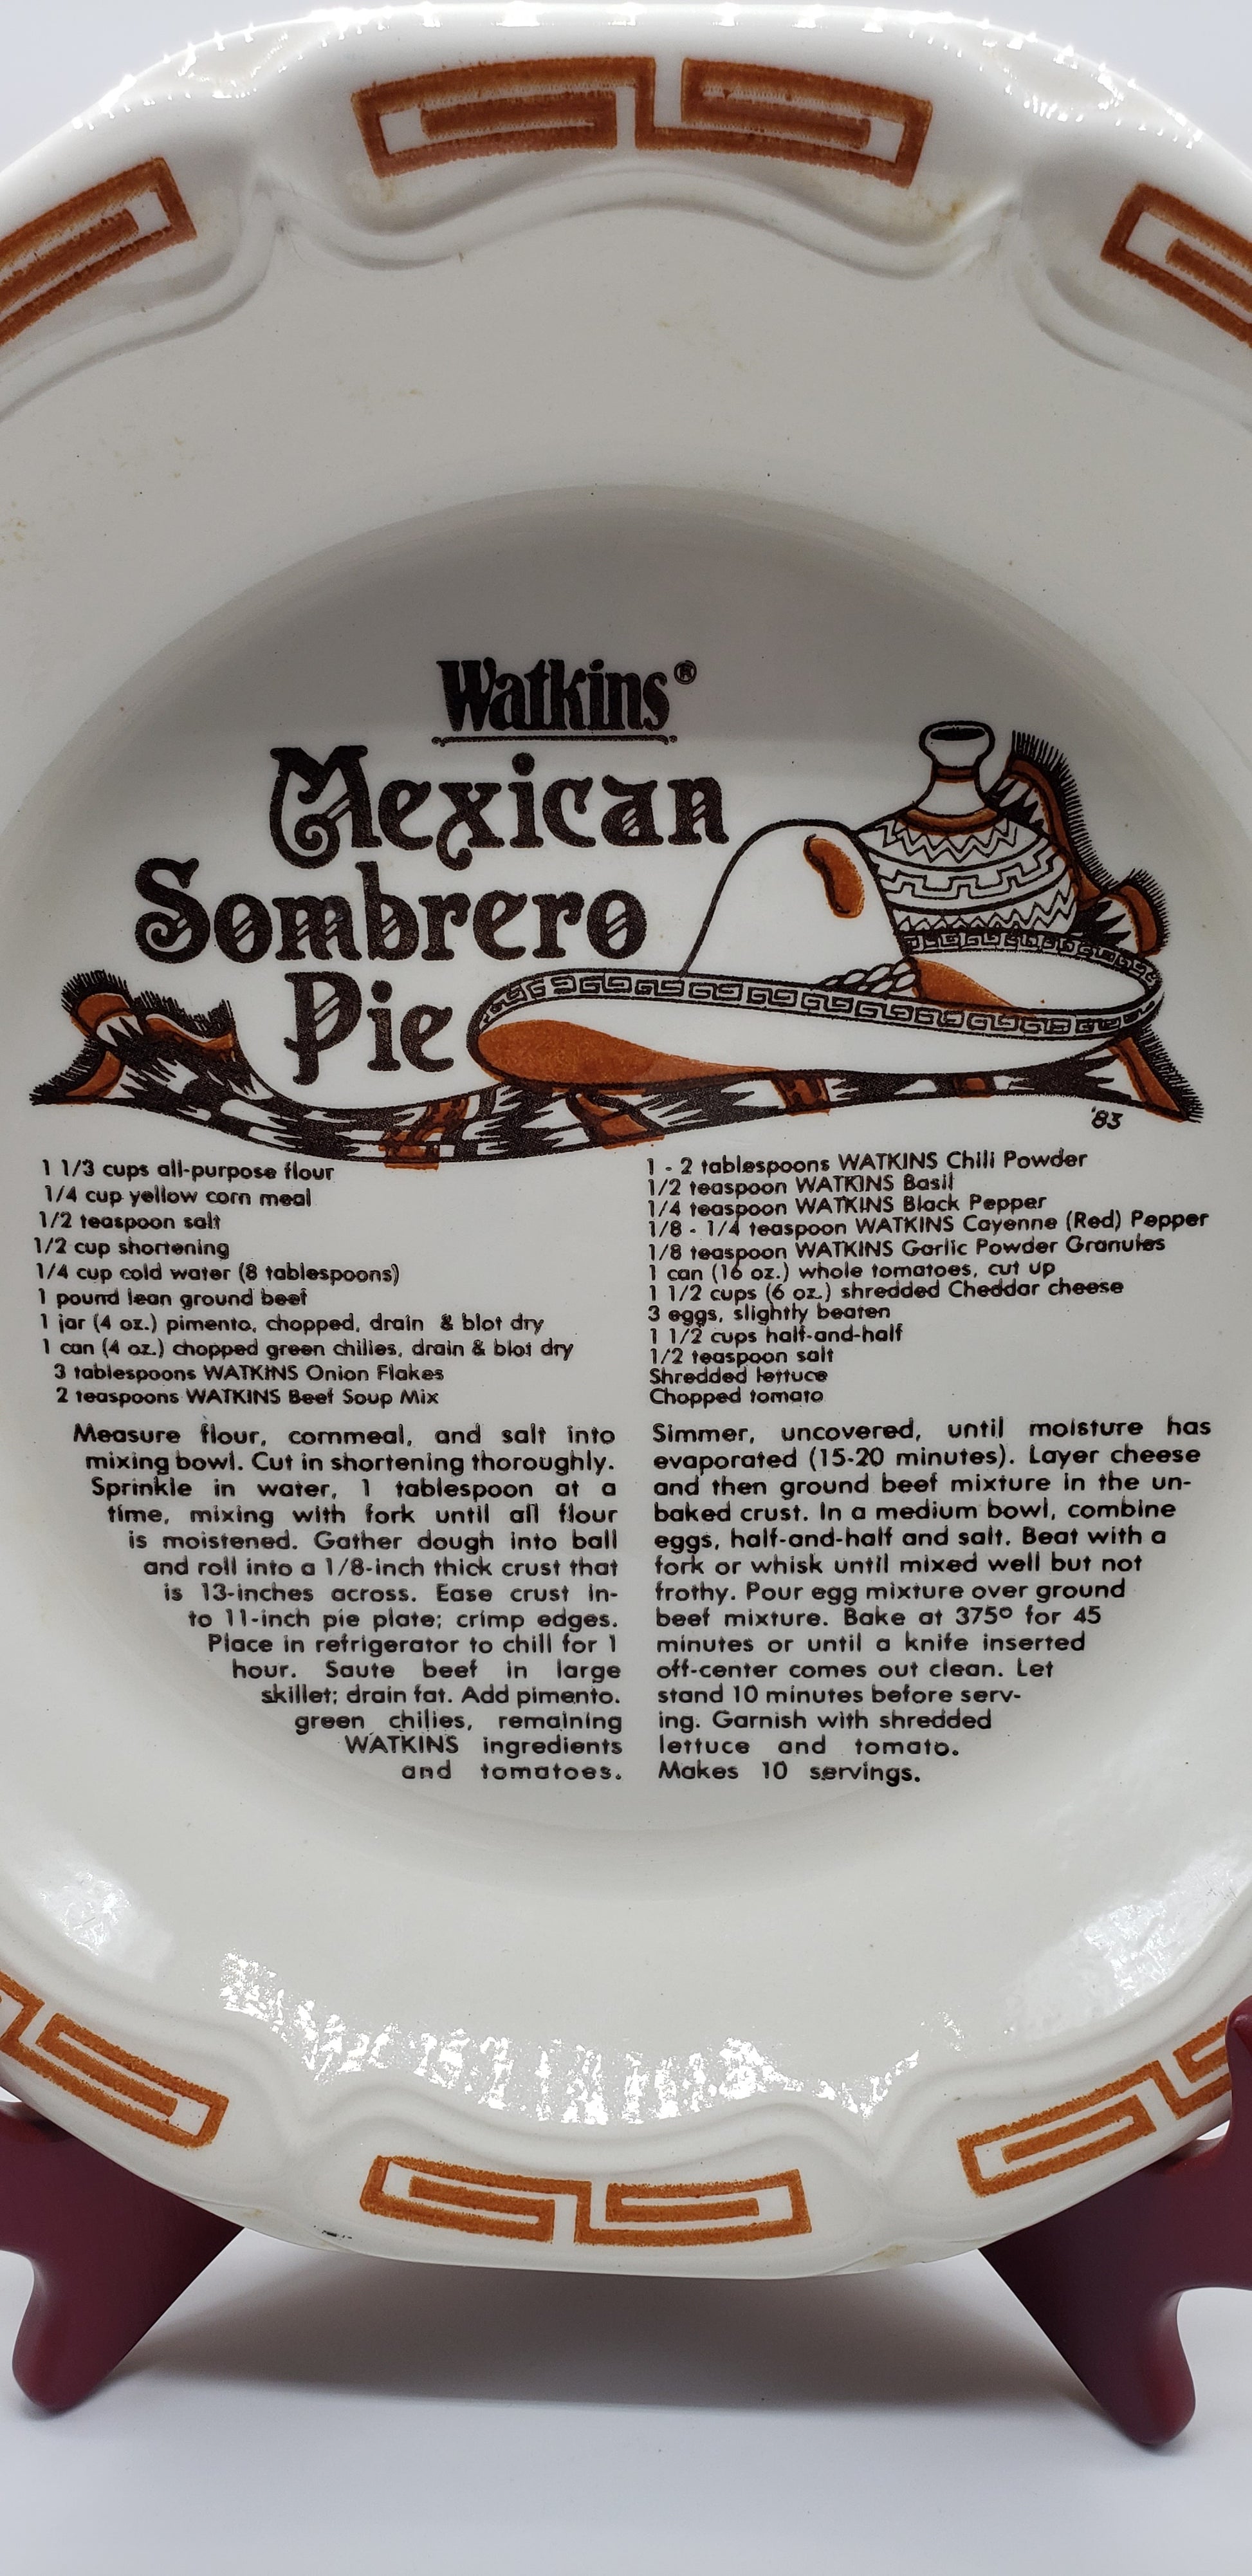 Watkins®
Mexican
Sombrero
Pie
'83
1 1/3 cups all-purpose flour
1/4 cup yellow corn meal
1/2 teaspoon salt
1/2 cup shortening
1/4 cup cold water (8 tablespoons)
1 pound lean ground beef
1 jar (4 oz.) pimento, chopped, drain & blot dry
1 can (4 oz.) chopped green chilies, drain & blot dry
3 tablespoons WATKINS Onion Flakes
2 teaspoons WATKINS Beef Soup Mix
1 - 2 tablespoons WATKINS Chili Powder
1/2 teaspoon WATKINS Basil
1/4 teaspoon WATKINS Black Pepper
1/8 - 1/4 teaspoon WATKINS Cayenne (Red) Pepper
1/8 teaspoon WATKINS Garlic Powder Granules
1 can (16 oz.) whole tomatoes, cut up
1 1/2 cups (6 oz.) shredded Cheddar cheese
3 eggs, slightly beaten
1 1/2 cups half-and-half
1/2 teaspoon salt
Shredded lettuce
Chopped tomato
Measure flour, cornmeal, and salt into
mixing bowl. Cut in shortening thoroughly.
Sprinkle in water, 1 tablespoon at a
time, mixing with fork until all flour
is moistened. Gather dough into ball
and roll into a 1/8-inch thick crust that
is 13-inches across. Ease crust in-
to 11-inch pie plate; crimp edges.
Place in refrigerator to chill for 1
hour. Saute beef in large
skillet; drain fat. Add pimento.
green chilies, remaining
WATKINS ingredients
and tomatoes.
Simmer, uncovered, until moisture has
evaporated (15-20 minutes). Layer cheese
and then ground beef mixture in the un-
baked crust. In a medium bowl, combine
eggs, half-and-half and salt. Beat with a
fork or whisk until mixed well but not
frothy. Pour egg mixture over ground
beef mixture. Bake at 375º for 45
minutes or until a knife inserted
off-center comes out clean. Let
stand 10 minutes before serv-
ing. Garnish with shredded
lettuce and tomato.
Makes 10 servings.